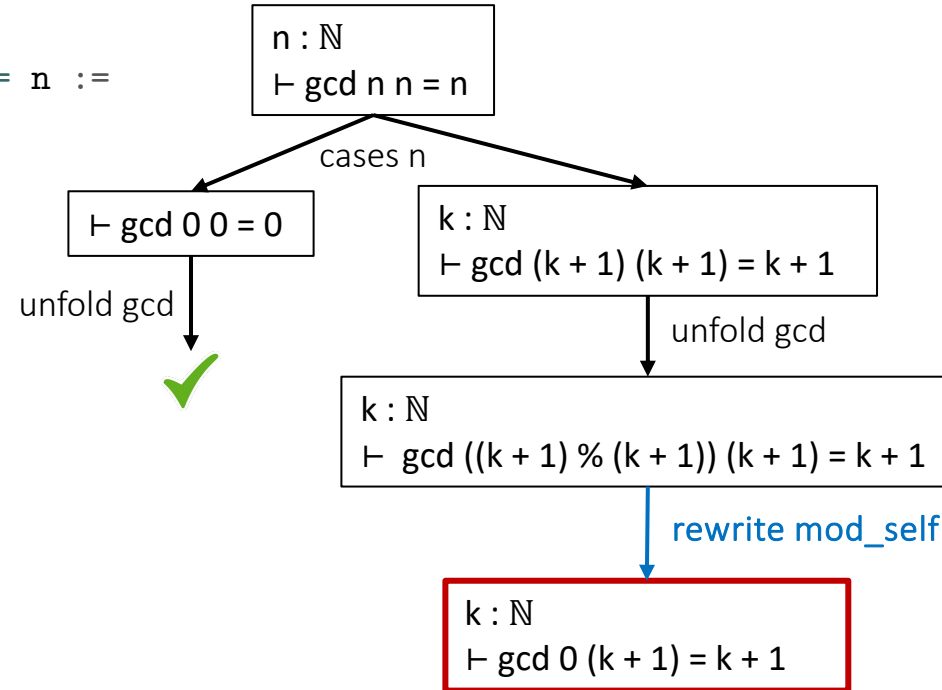 n : ℕ
= n :=
⊢ gcd n n = n
cases n
⊢ gcd 0 0 = 0
k : ℕ
⊢ gcd (k + 1) (k + 1) = k + 1
unfold gcd
unfold gcd
k : ℕ
⊢ gcd ((k + 1) % (k + 1)) (k + 1) = k + 1
rewrite mod_self
k : ℕ
⊢ gcd 0 (k + 1) = k + 1